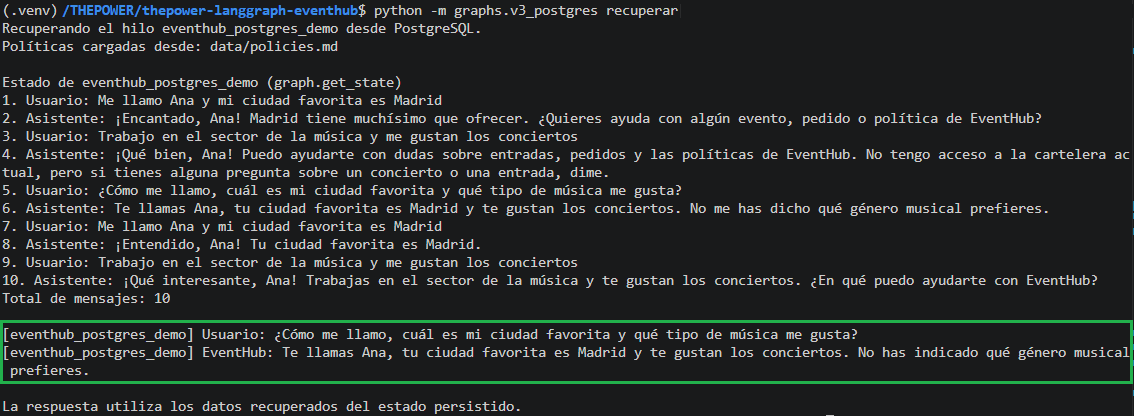 (.venv) /THEPOWER/thepower-langgraph-eventhub$ python -m graphs.v3_postgres recuperar
Recuperando el hilo eventhub_postgres_demo desde PostgreSQL.
Políticas cargadas desde: data/policies.md
Estado de eventhub_postgres_demo (graph.get_state)
1. Usuario: Me llamo Ana y mi ciudad favorita es Madrid
2. Asistente: ¡Encantado, Ana! Madrid tiene muchísimo que ofrecer. ¿Quieres ayuda con algún evento, pedido o política de EventHub?
3. Usuario: Trabajo en el sector de la música y me gustan los conciertos
4. Asistente: ¡Qué bien, Ana! Puedo ayudarte con dudas sobre entradas, pedidos y las políticas de EventHub. No tengo acceso a la cartelera ac
tual, pero si tienes alguna pregunta sobre un concierto o una entrada, dime.
5. Usuario: ¿Cómo me llamo, cuál es mi ciudad favorita y qué tipo de música me gusta?
6. Asistente: Te llamas Ana, tu ciudad favorita es Madrid y te gustan los conciertos. No me has dicho qué género musical prefieres.
7. Usuario: Me llamo Ana y mi ciudad favorita es Madrid
8. Asistente: ¡Entendido, Ana! Tu ciudad favorita es Madrid.
9. Usuario: Trabajo en el sector de la música y me gustan los conciertos
10. Asistente: ¡Qué interesante, Ana! Trabajas en el sector de la música y te gustan los conciertos. ¿En qué puedo ayudarte con EventHub?
Total de mensajes: 10
[eventhub_postgres_demo] Usuario: ¿Cómo me llamo, cuál es mi ciudad favorita y qué tipo de música me gusta?
[eventhub_postgres_demo] EventHub: Te llamas Ana, tu ciudad favorita es Madrid y te gustan los conciertos. No has indicado qué género musical
prefieres.
La respuesta utiliza los datos recuperados del estado persistido.